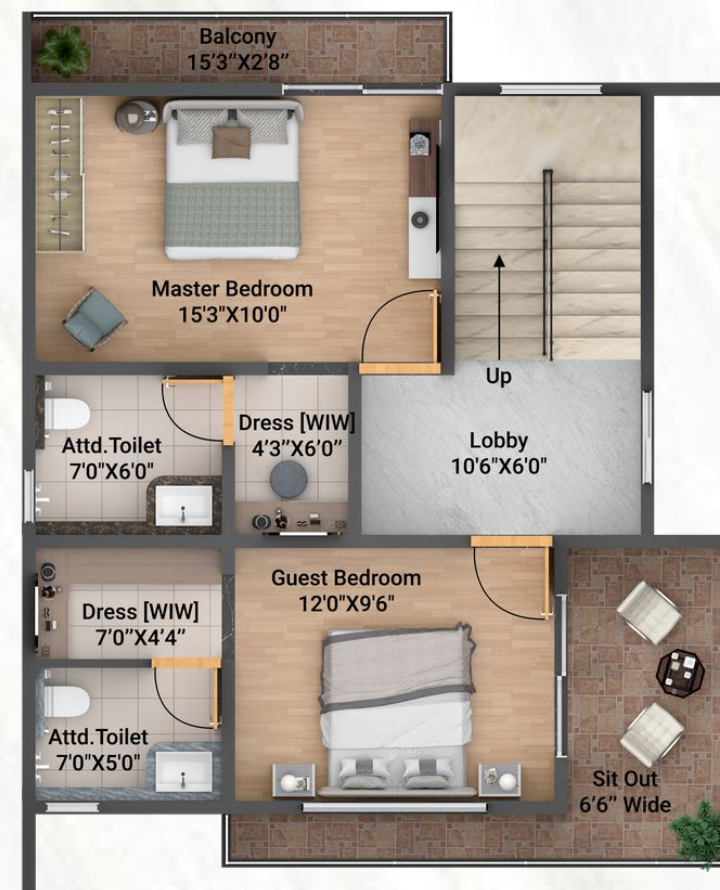 Balcony
15’3”X2’8”
Master Bedroom
15'3"X10'0"
Up
Dress [WIW]
4’3”X6’0”
Attd.Toilet
7'0"X6'0"
Lobby
10'6"X6'0"
Guest Bedroom
12'0"X9'6"
Dress [WIW]
7’0”X4’4”
Attd.Toilet
7'0"X5'0"
Sit Out
6’6” Wide